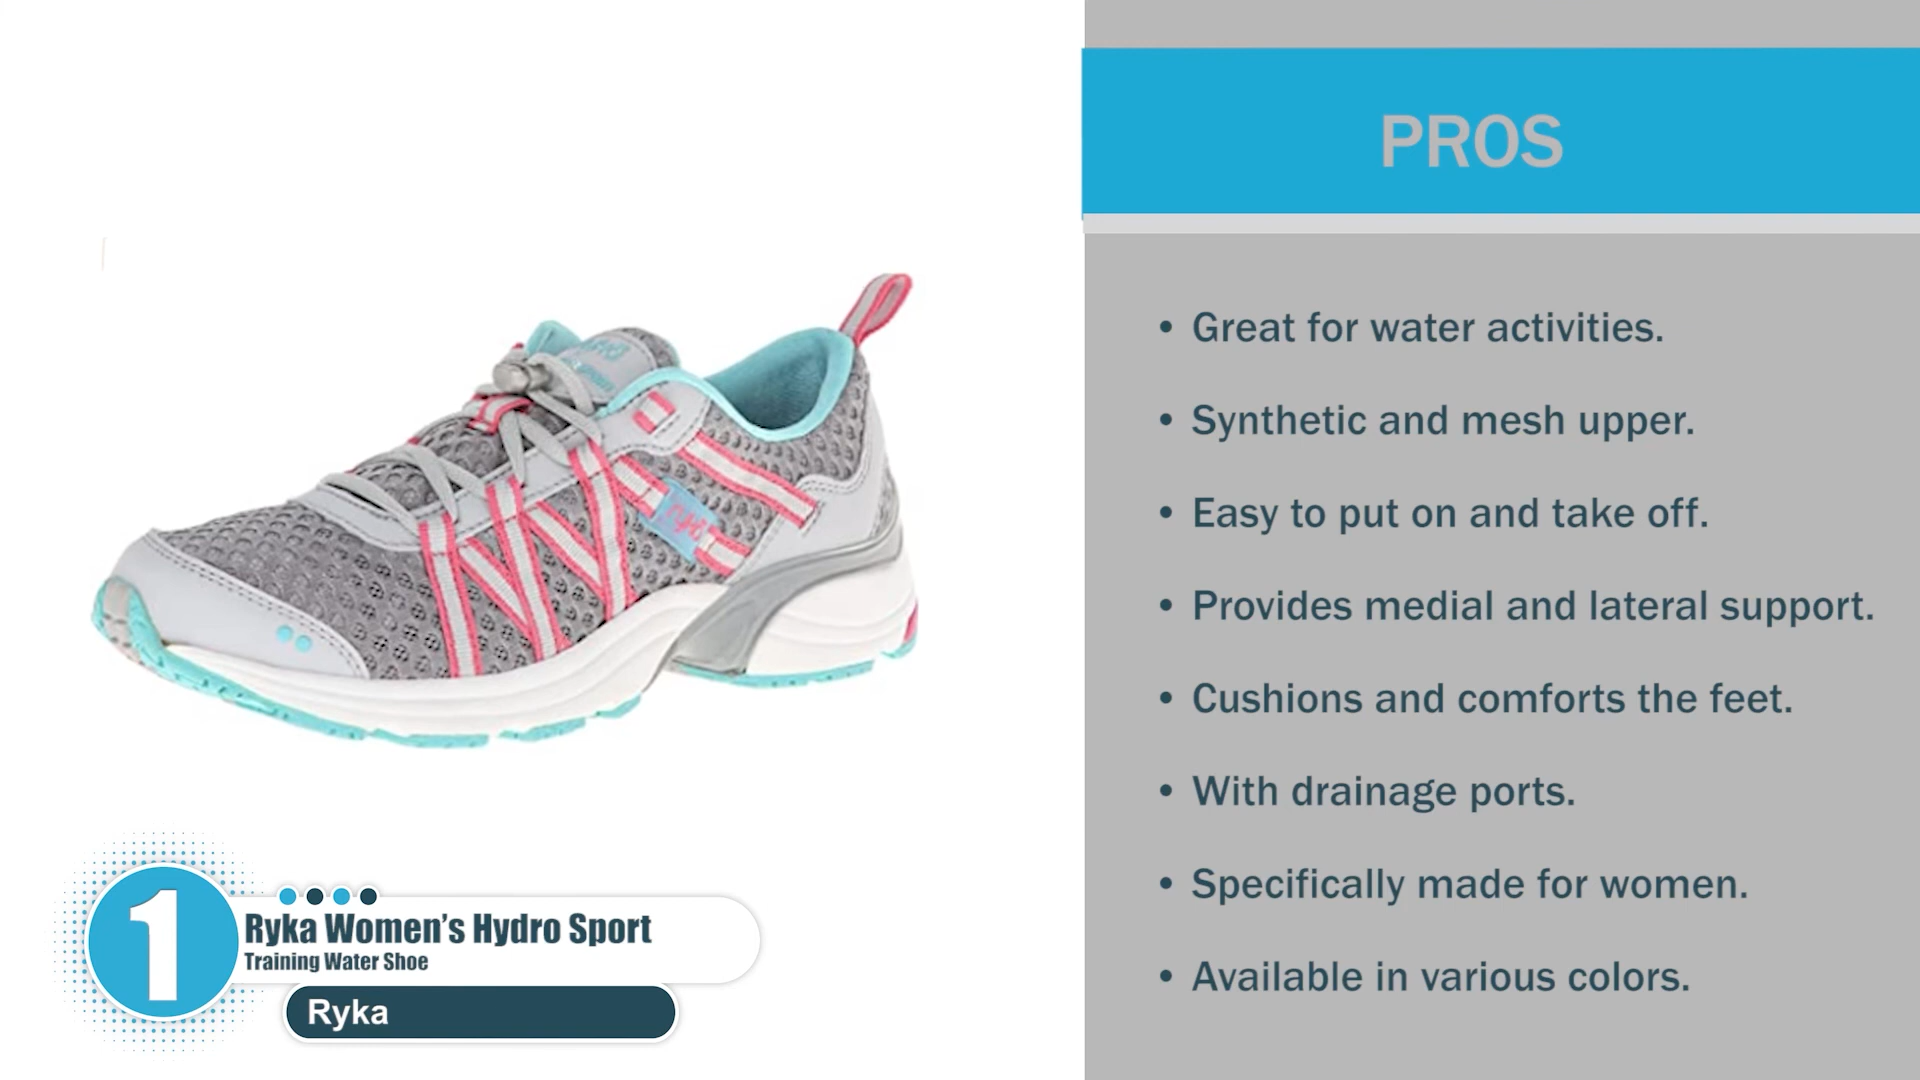 PROS
• Great for water activities.
• Synthetic and mesh upper.
• Easy to put on and take off.
• Provides medial and lateral support.
• Cushions and comforts the feet.
• With drainage ports.
• Specifically made for women.
• Available in various colors.
ryka
1
Ryka Women's Hydro Sport
Training Water Shoe
Ryka